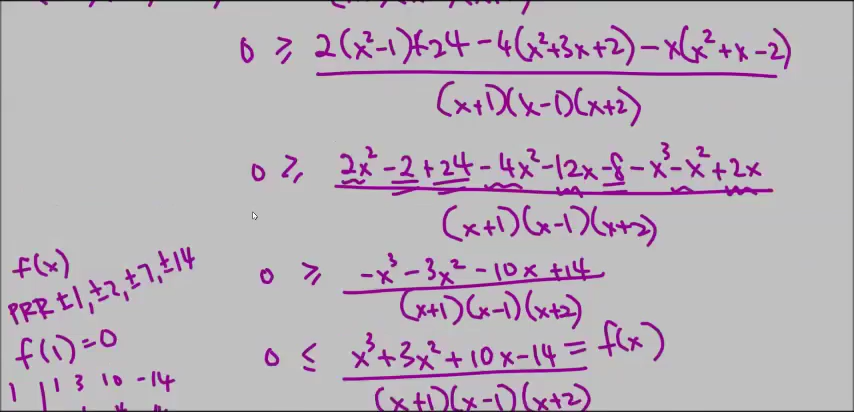 0 ≥ 2(x²-1)+24-4(x²+3x+2)-x(x²+x-2)
(x+1)(x-1)(x+2)
0 ≥ 2x²-2+24-4x²-12x-8-x³-x²+2x
(x+1)(x-1)(x+2)
0 ≥ -x³-3x²-10x+14
(x+1)(x-1)(x+2)
0 ≤ x³+3x²+10x-14 = f(x)
(x+1)(x-1)(x+2)
f(x)
PRR ±1,±2,±7,±14
f(1)=0
1 | 1 3 10 -14